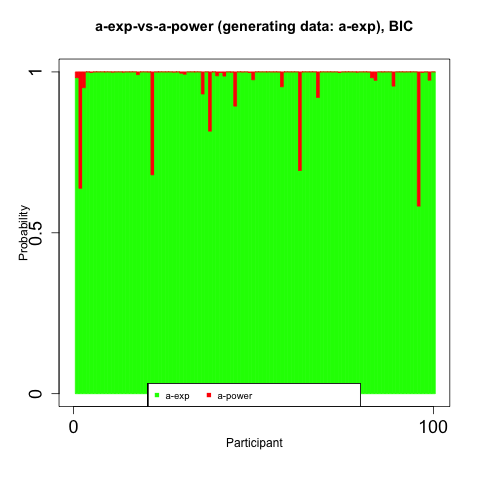 a-exp-vs-a-power (generating data: a-exp), BIC
1
0.5
0
Probability
a-exp a-power
0 100
Participant